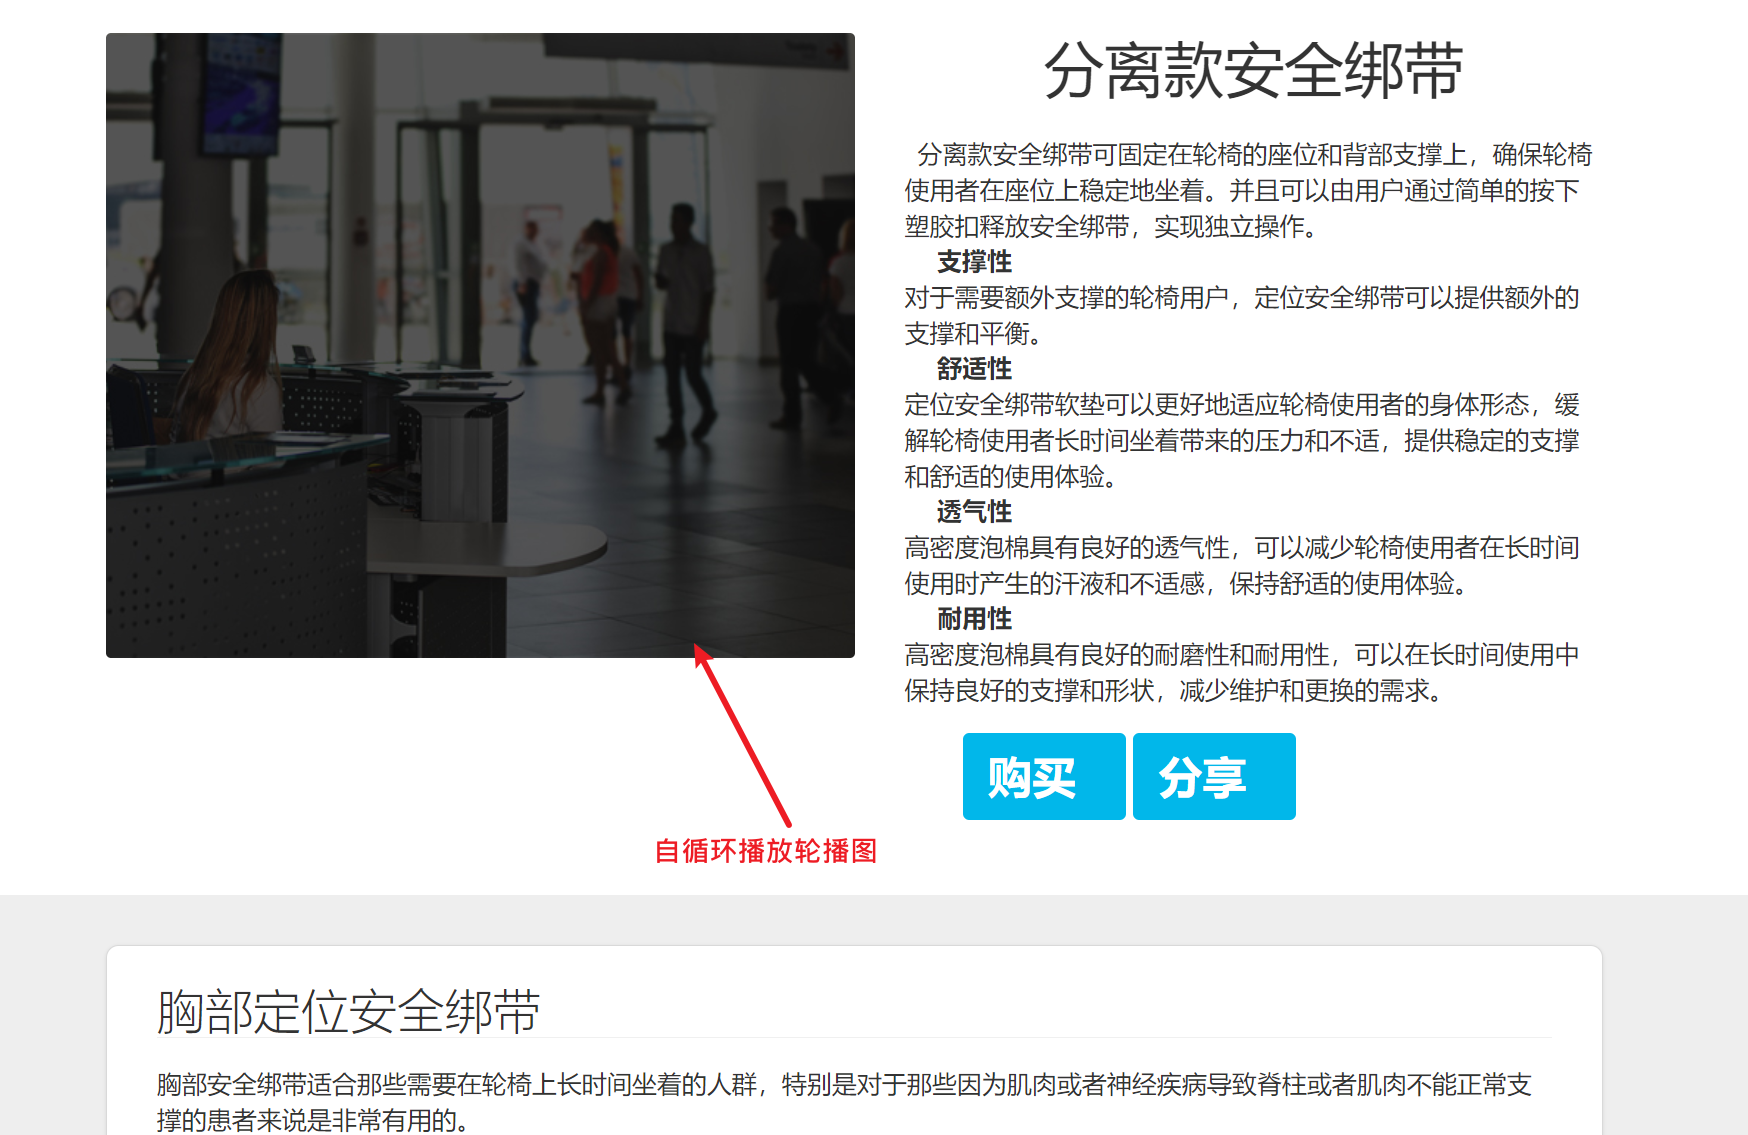 分离款安全绑带
分离款安全绑带可固定在轮椅的座位和背部支撑上，确保轮椅
使用者在座位上稳定地坐着。并且可以由用户通过简单的按下
塑胶扣释放安全绑带，实现独立操作。
支撑性
对于需要额外支撑的轮椅用户，定位安全绑带可以提供额外的
支撑和平衡。
舒适性
定位安全绑带软垫可以更好地适应轮椅使用者的身体形态，缓
解轮椅使用者长时间坐着带来的压力和不适，提供稳定的支撑
和舒适的使用体验。
透气性
高密度泡棉具有良好的透气性，可以减少轮椅使用者在长时间
使用时产生的汗液和不适感，保持舒适的使用体验。
耐用性
高密度泡棉具有良好的耐磨性和耐用性，可以在长时间使用中
保持良好的支撑和形状，减少维护和更换的需求。
购买 分享
自循环播放轮播图
胸部定位安全绑带
胸部安全绑带适合那些需要在轮椅上长时间坐着的人群，特别是对于那些因为肌肉或者神经疾病导致脊柱或者肌肉不能正常支
撑的患者来说是非常有用的。